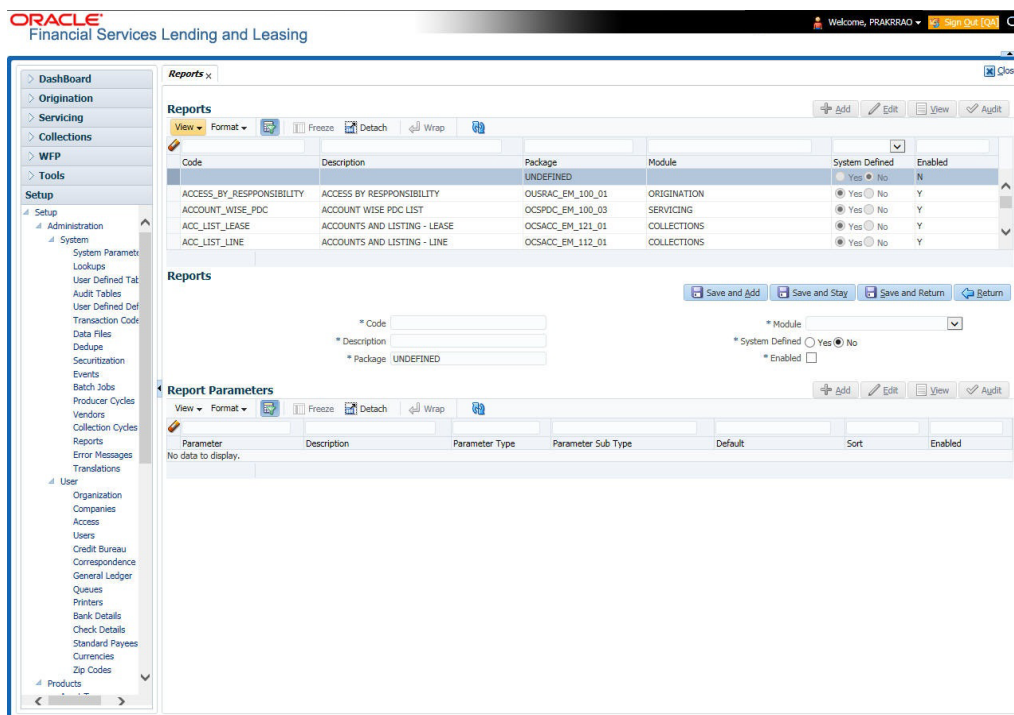 ORACLE
Financial Services Lending and Leasing
Welcome, PRAKRRAO
Sign Out [QA]
DashBoard
Origination
Servicing
Collections
WFP
Tools
Setup
Setup
Administration
System
System Paramete
Lookups
User Defined Tab
Audit Tables
User Defined Def
Transaction Code
Data Files
Dedupe
Securitization
Events
Batch Jobs
Producer Cycles
Vendors
Collection Cycles
Reports
Error Messages
Translations
User
Organization
Companies
Access
Users
Credit Bureau
Correspondence
General Ledger
Queues
Printers
Bank Details
Check Details
Standard Payees
Currencies
Zip Codes
Products
Reports
Clos
Reports
Add Edit View Audit
View Format Freeze Detach Wrap
Code Description Package Module System Defined Enabled
UNDEFINED Yes No N
ACCESS_BY_RESPPONSIBILITY ACCESS BY RESPPONSIBILITY OUSRAC_EM_100_01 ORIGINATION Yes No Y
ACCOUNT_WISE_PDC ACCOUNT WISE PDC LIST OCSPDC_EM_100_03 SERVICING Yes No Y
ACC_LIST_LEASE ACCOUNTS AND LISTING - LEASE OCSACC_EM_121_01 COLLECTIONS Yes No Y
ACC_LIST_LINE ACCOUNTS AND LISTING - LINE OCSACC_EM_112_01 COLLECTIONS Yes No Y
Reports
Save and Add Save and Stay Save and Return Return
* Code * Module
* Description * System Defined Yes No
* Package UNDEFINED * Enabled
Report Parameters
Add Edit View Audit
View Format Freeze Detach Wrap
Parameter Description Parameter Type Parameter Sub Type Default Sort Enabled
No data to display.